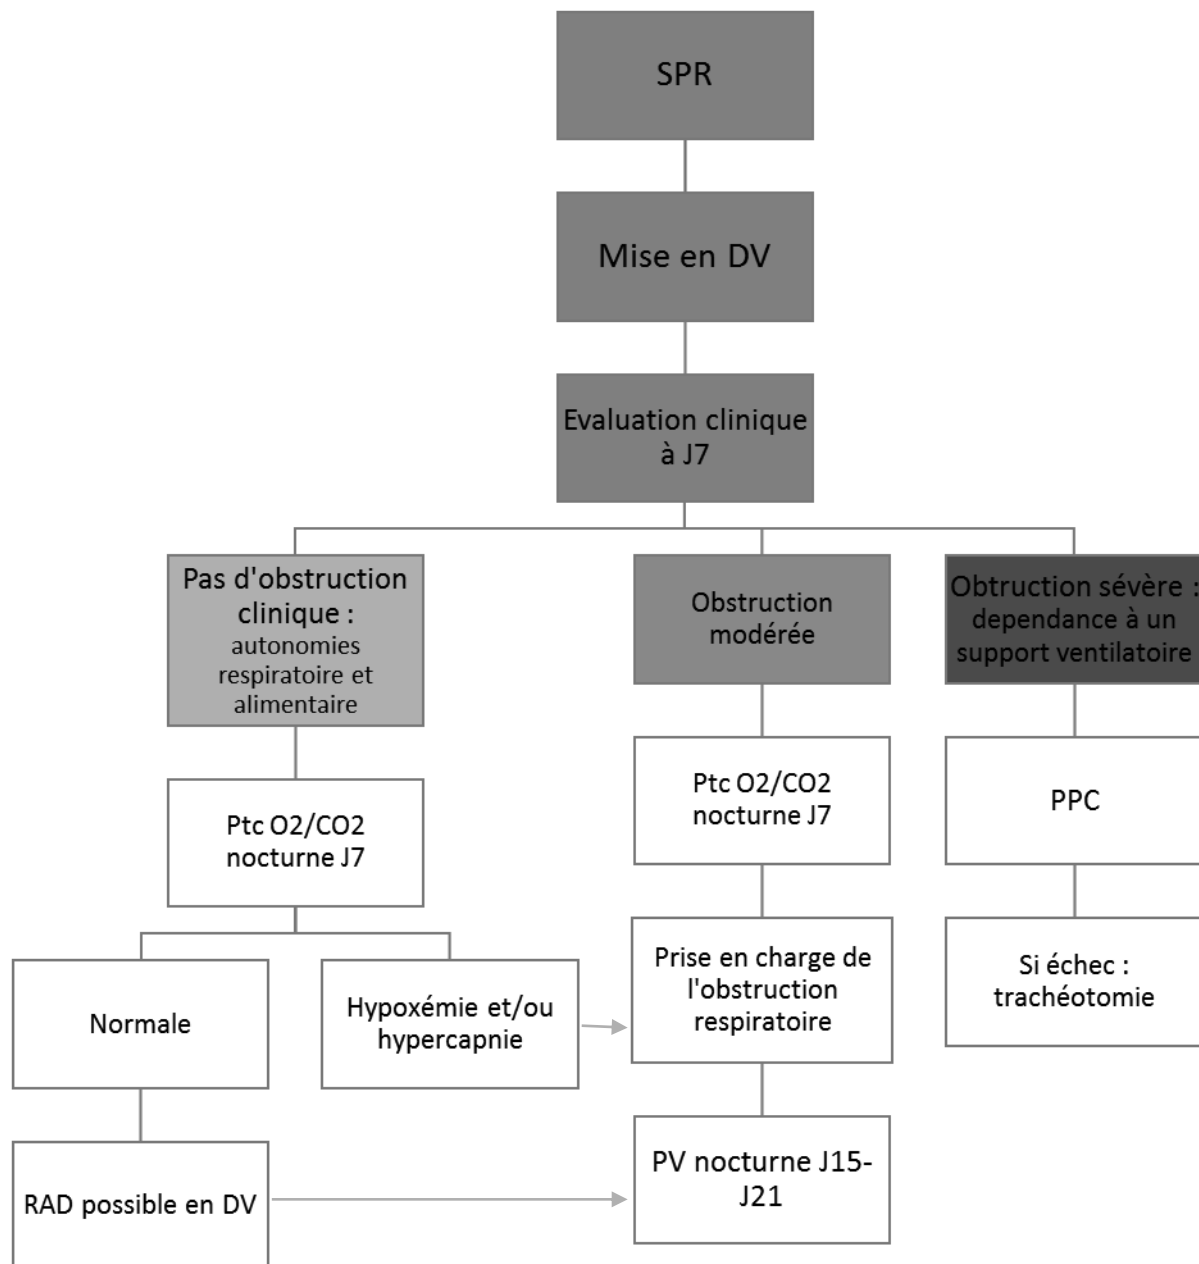 SPR
Mise en DV
Evaluation clinique
à J7
Pas d'obstruction
clinique :
autonomies
respiratoire et
alimentaire
Obstruction
modérée
Obtruction sévère :
dependance à un
support ventilatoire
Ptc O2/CO2
nocturne J7
Ptc O2/CO2
nocturne J7
PPC
Normale
Hypoxémie et/ou
hypercapnie
Prise en charge de
l'obstruction
respiratoire
Si échec :
trachéotomie
RAD possible en DV
PV nocturne J15-
J21